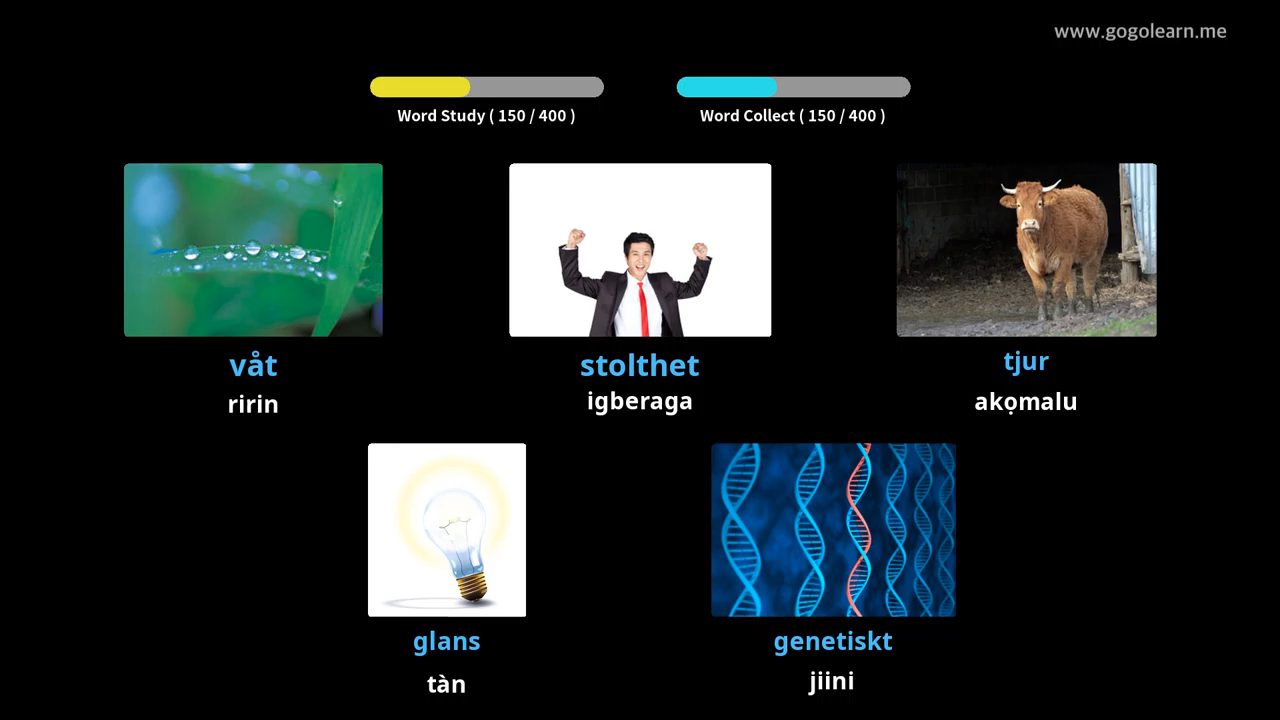 www.gogolearn.me
Word Study ( 150 / 400 )
Word Collect ( 150 / 400 )
våt
ririn
stolthet
igberaga
tjur
akọmalu
glans
tàn
genetiskt
jiini